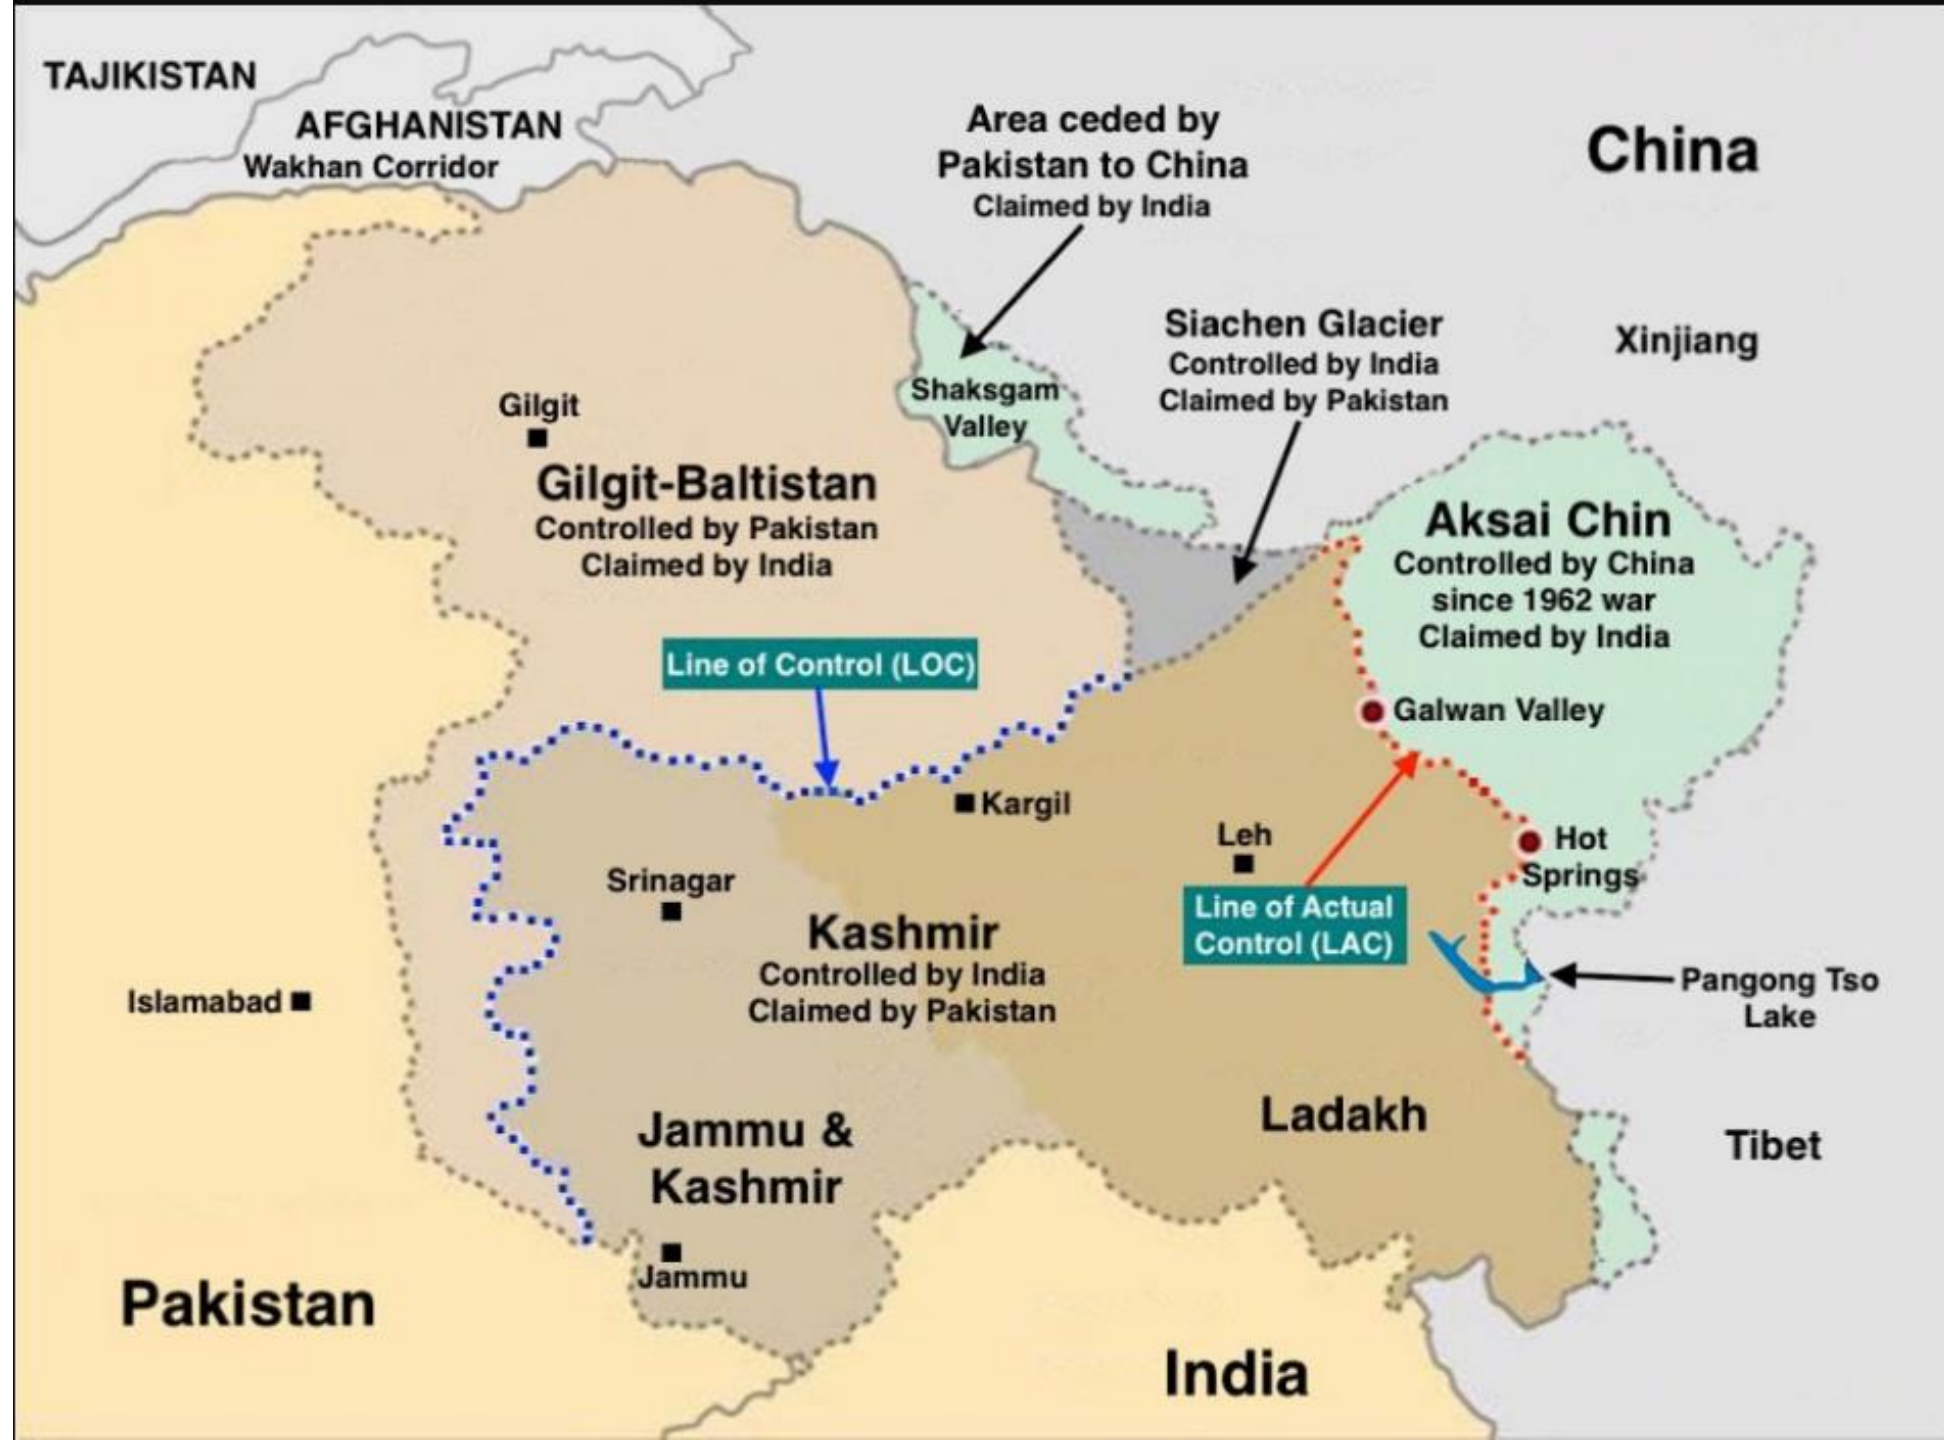 TAJIKISTAN
AFGHANISTAN
Wakhan Corridor
Area ceded by
Pakistan to China
Claimed by India
China
Siachen Glacier
Controlled by India
Claimed by Pakistan
Xinjiang
Shaksgam
Valley
Gilgit
Gilgit-Baltistan
Controlled by Pakistan
Claimed by India
Aksai Chin
Controlled by China
since 1962 war
Claimed by India
Line of Control (LOC)
Galwan Valley
Kargil
Leh
Hot
Springs
Srinagar
Line of Actual
Control (LAC)
Kashmir
Controlled by India
Claimed by Pakistan
Islamabad
Pangong Tso
Lake
Jammu &
Kashmir
Ladakh
Tibet
Jammu
Pakistan
India